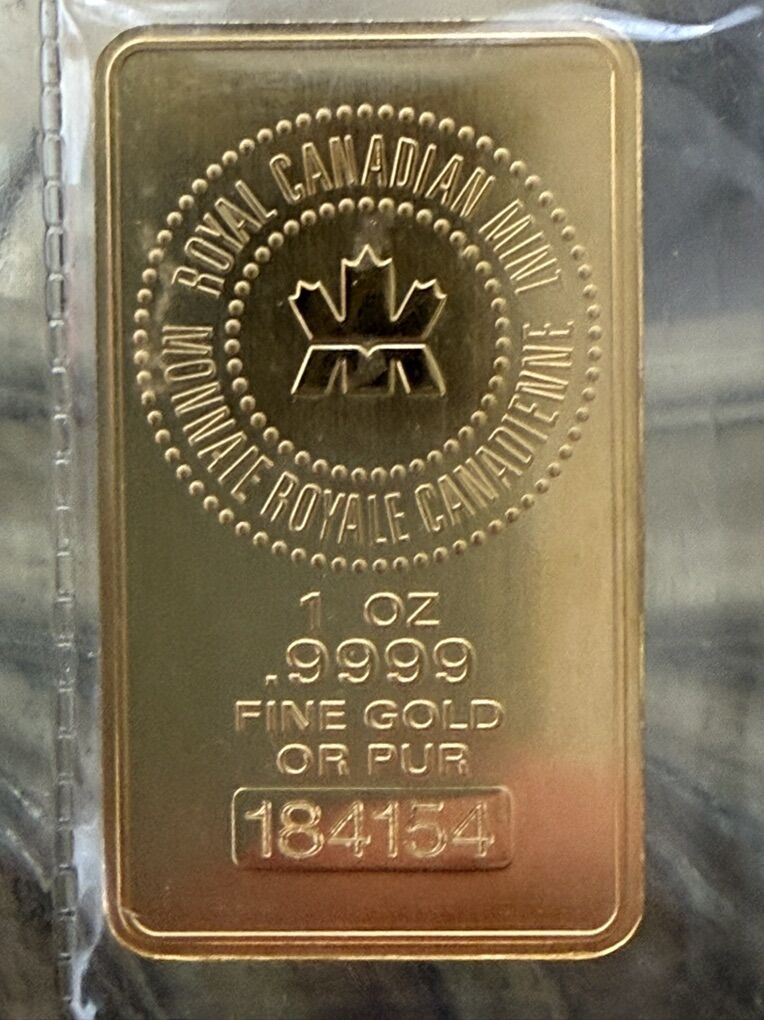 ROYAL CANADIAN MINT
MONNAIE ROYALE CANADIENNE
1 OZ
.9999
FINE GOLD
OR PUR
184154